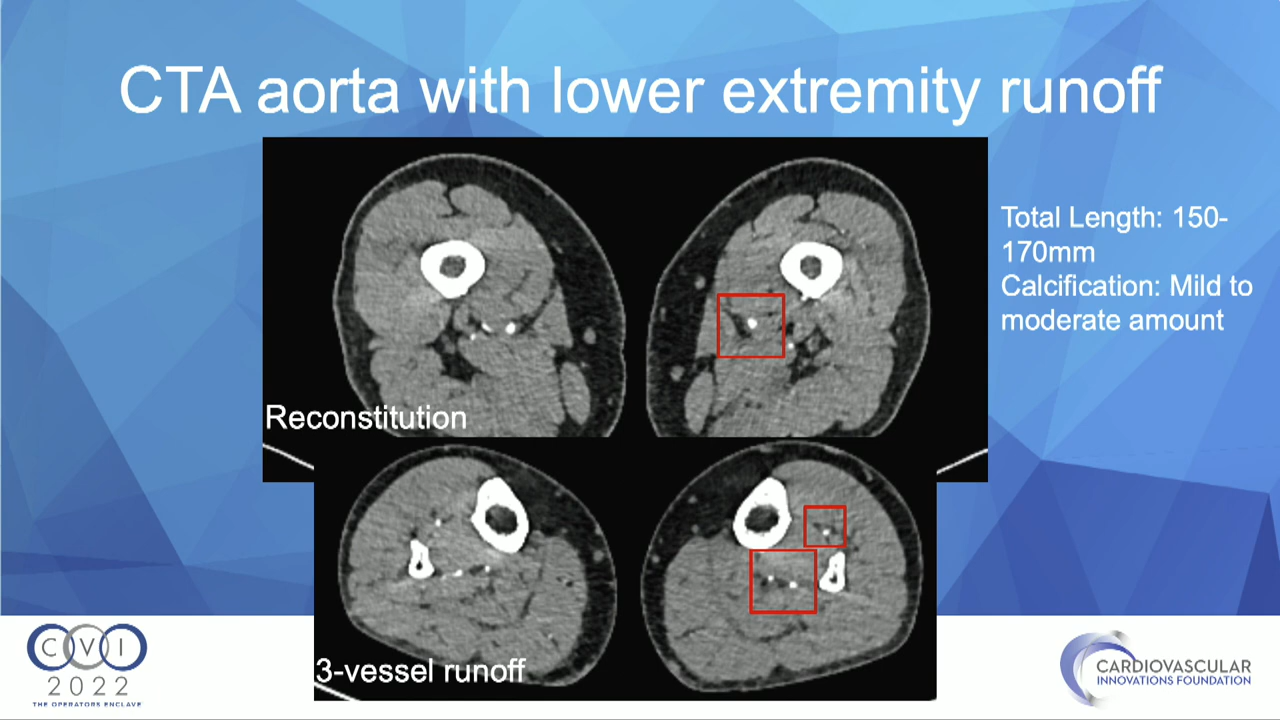 CTA aorta with lower extremity runoff
Total Length: 150-
170mm
Calcification: Mild to
moderate amount
Reconstitution
3-vessel runoff
CVI
2022
THE OPERATORS ENCLAVE
CARDIOVASCULAR
INNOVATIONS FOUNDATION